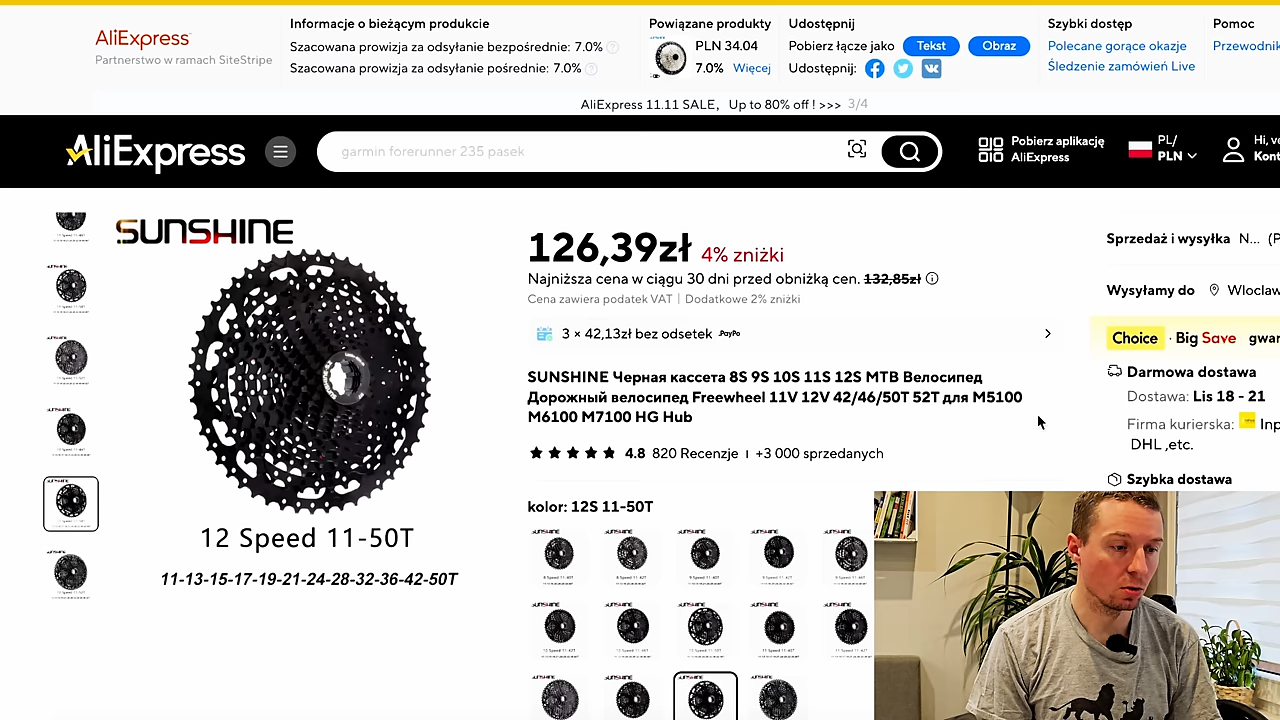 AliExpress
Partnerstwo w ramach SiteStripe
Informacje o bieżącym produkcie
Szacowana prowizja za odsyłanie bezpośrednie: 7.0%
Szacowana prowizja za odsyłanie pośrednie: 7.0%
Powiązane produkty
PLN 34.04
7.0% Więcej
Udostępnij
Pobierz łącze jako Tekst Obraz
Udostępnij:
Szybki dostęp
Polecane gorące okazje
Śledzenie zamówień Live
Pomoc
Przewodnik
AliExpress 11.11 SALE, Up to 80% off ! >>> 3/4
AliExpress
garmin forerunner 235 pasek
Pobierz aplikację
AliExpress
PL/
PLN
Hi, ve
Kont
SUNSHINE
12 Speed 11-50T
11-13-15-17-19-21-24-28-32-36-42-50T
126,39zł 4% zniżki
Najniższa cena w ciągu 30 dni przed obniżką cen. 132,85zł
Cena zawiera podatek VAT | Dodatkowe 2% zniżki
3 × 42,13zł bez odsetek PayPo
SUNSHINE Черная кассета 8S 9S 10S 11S 12S MTB Велосипед
Дорожный велосипед Freewheel 11V 12V 42/46/50T 52T для M5100
M6100 M7100 HG Hub
4.8 820 Recenzje +3 000 sprzedanych
kolor: 12S 11-50T
Sprzedaż i wysyłka N... (P
Wysyłamy do Wloclaw
Choice · Big Save gwar
Darmowa dostawa
Dostawa: Lis 18 - 21
Firma kurierska: Inp
DHL ,etc.
Szybka dostawa